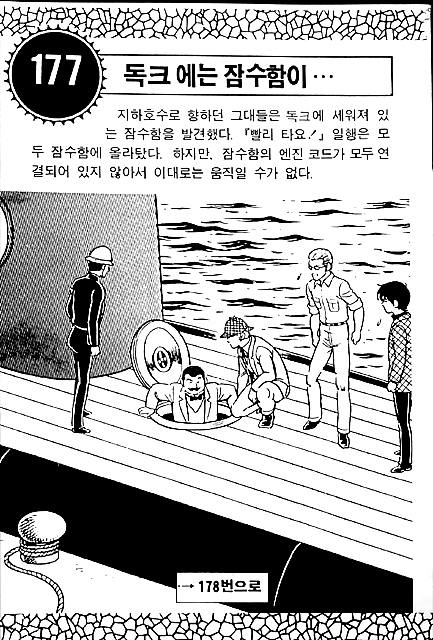 177
독크 에는 잠수함이 …
지하호수로 향하던 그대들은 독크에 세워져 있
는 잠수함을 발견했다. 『빨리 타요!』 일행은 모
두 잠수함에 올라탔다. 하지만, 잠수함의 엔진 코드가 모두 연
결되어 있지 않아서 이대로는 움직일 수가 없다.
→ 178번으로